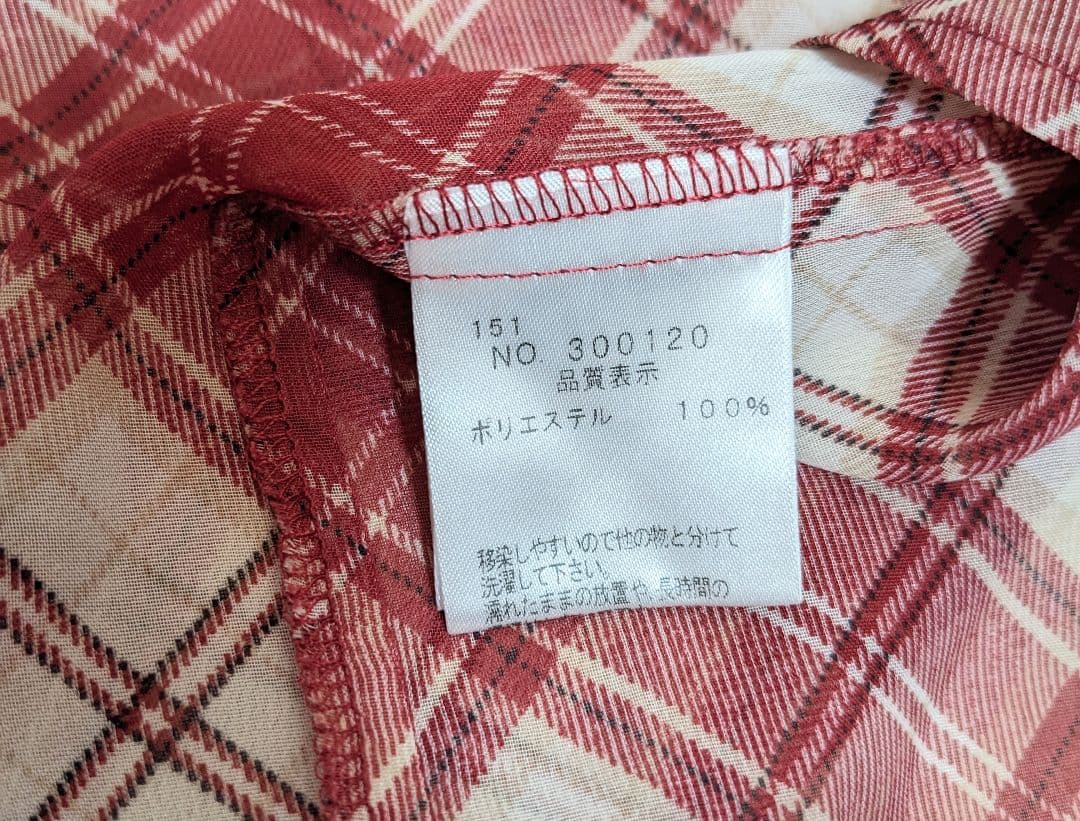 151
NO 300120
品質表示
ポリエステル 100%
移染しやすいので他の物と分けて
洗濯して下さい。
濡れたままの放置や、長時間の